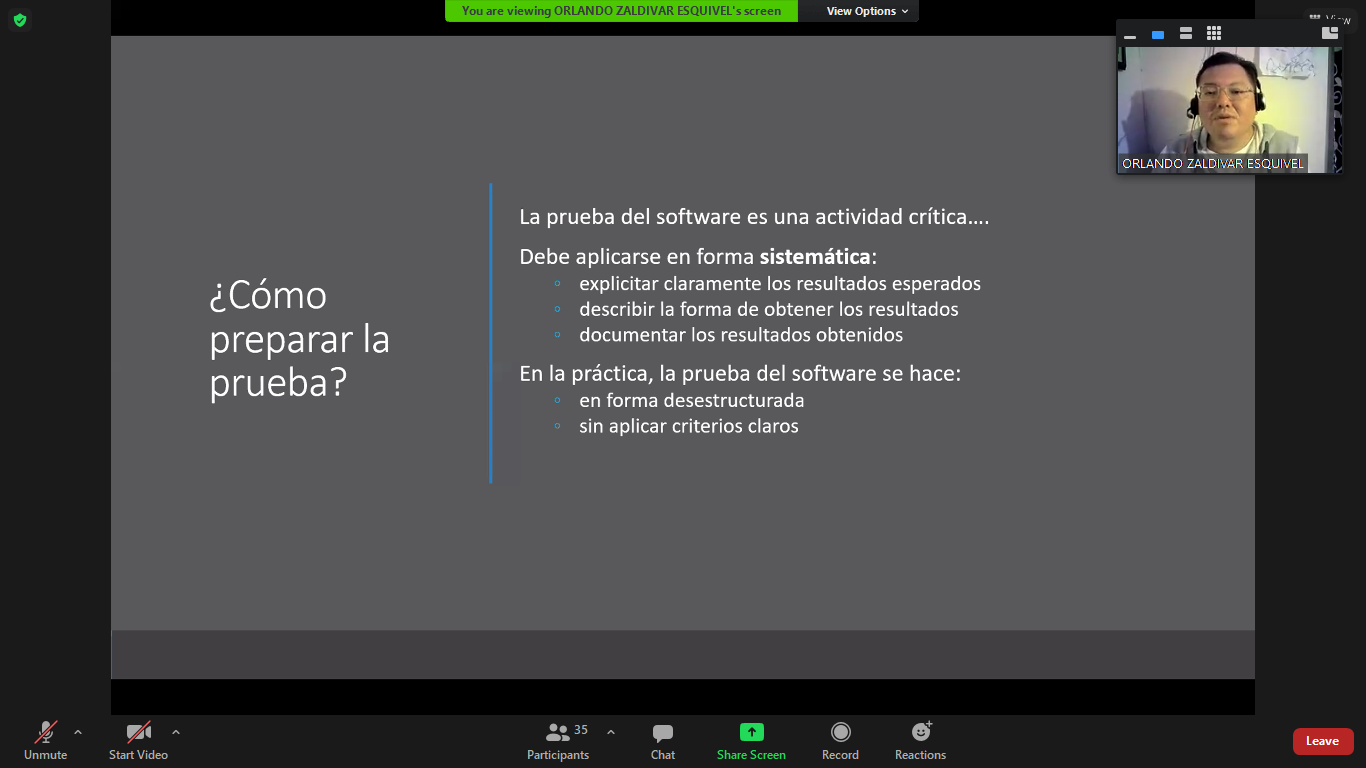 You are viewing ORLANDO ZALDIVAR ESQUIVEL's screen
View Options
View
ORLANDO ZALDIVAR ESQUIVEL
¿Cómo
preparar la
prueba?
La prueba del software es una actividad crítica….
Debe aplicarse en forma sistemática:
explicitar claramente los resultados esperados
describir la forma de obtener los resultados
documentar los resultados obtenidos
En la práctica, la prueba del software se hace:
en forma desestructurada
sin aplicar criterios claros
Unmute
Start Video
35
Participants
Chat
Share Screen
Record
Reactions
Leave